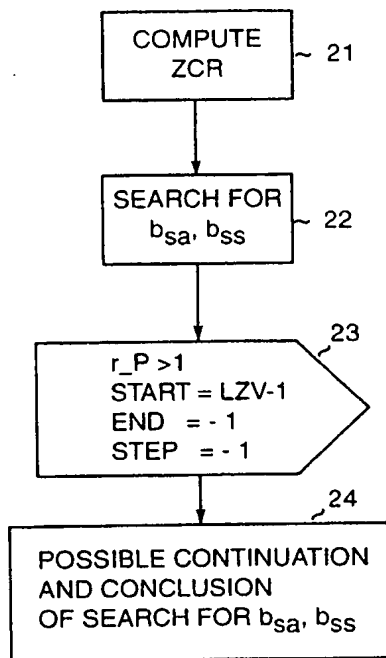 COMPUTE
ZCR
21
SEARCH FOR
b_sa, b_ss
22
23
r_P >1
START = LZV-1
END = - 1
STEP = - 1
24
POSSIBLE CONTINUATION
AND CONCLUSION
OF SEARCH FOR b_sa, b_ss